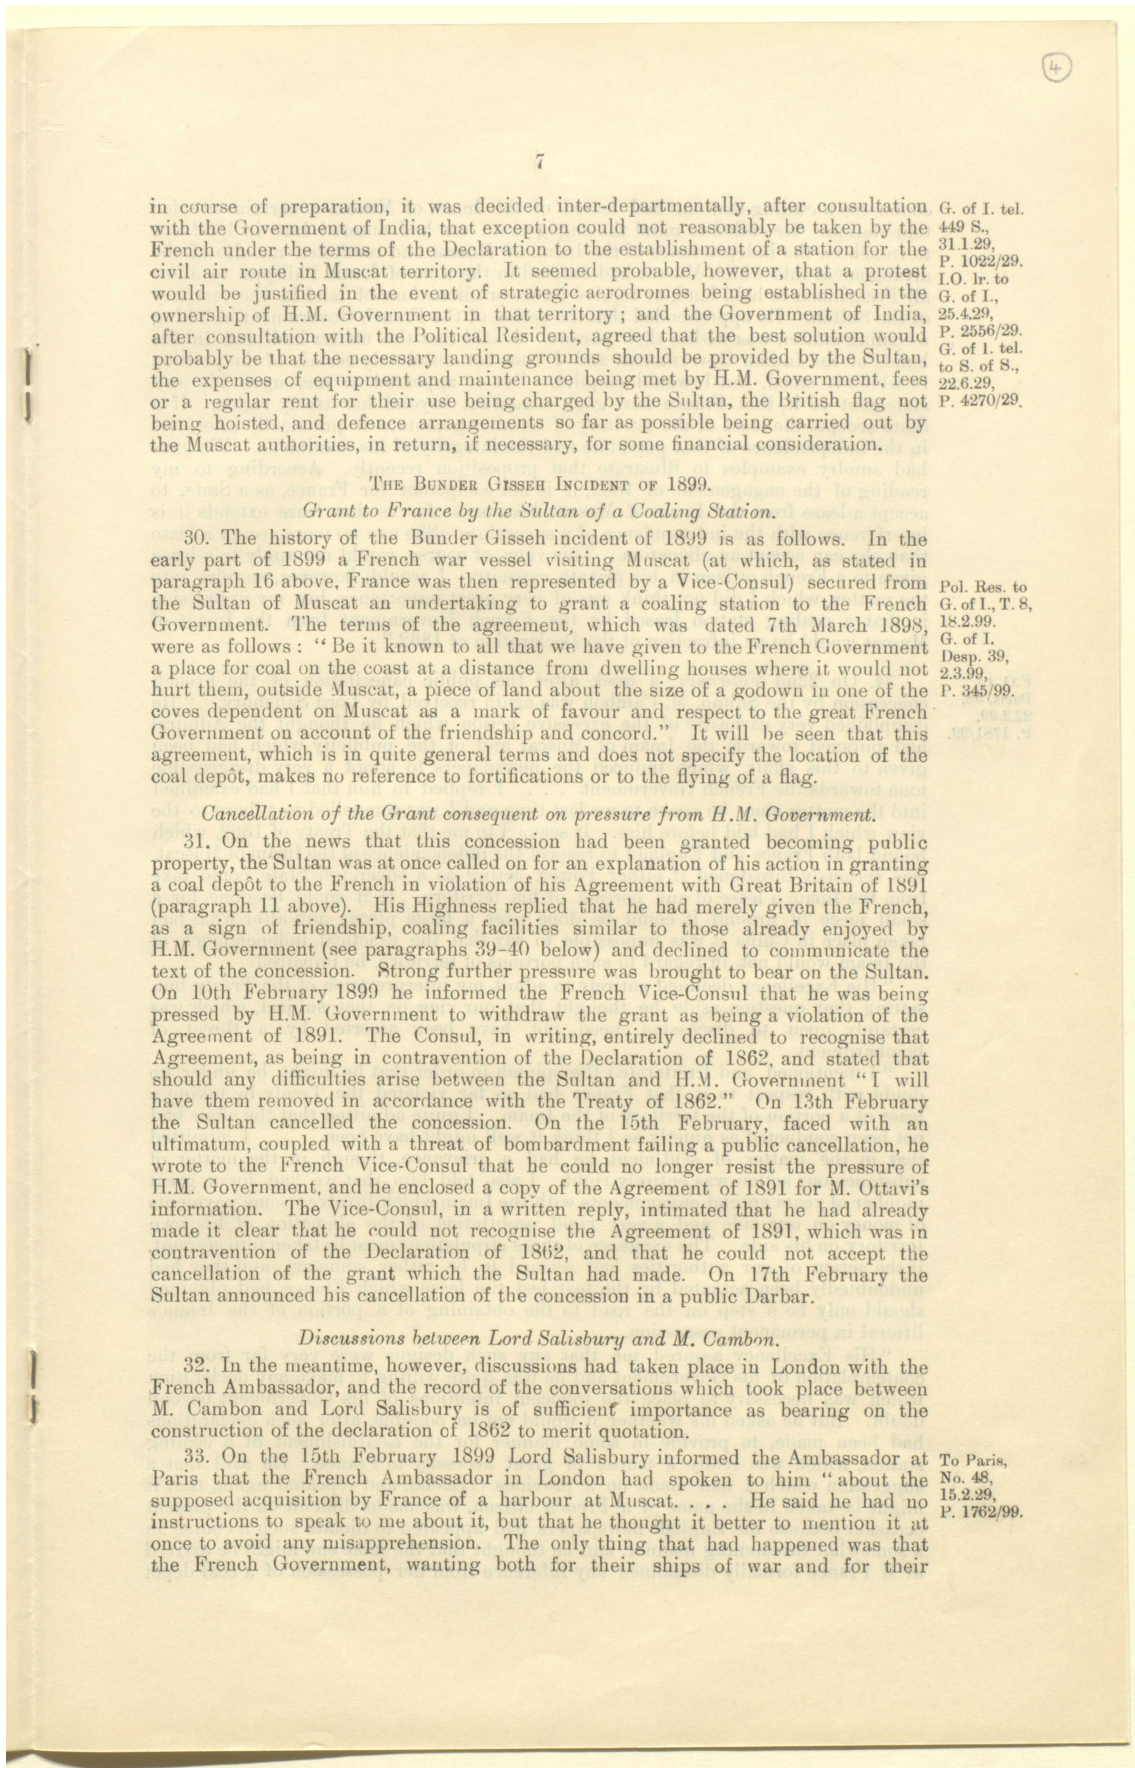 4
7
in course of preparation, it was decided inter-departmentally, after consultation
with the Government of India, that exception could not reasonably be taken by the
French under the terms of the Declaration to the establishment of a station for the
civil air route in Muscat territory. It seemed probable, however, that a protest
would be justified in the event of strategic aerodromes being established in the
ownership of H.M. Government in that territory ; and the Government of India,
after consultation with the Political Resident, agreed that the best solution would
probably be that the necessary landing grounds should be provided by the Sultan,
the expenses of equipment and maintenance being met by H.M. Government, fees
or a regular rent for their use being charged by the Sultan, the British flag not
being hoisted, and defence arrangements so far as possible being carried out by
the Muscat authorities, in return, if necessary, for some financial consideration.
G. of I. tel.
449 S.,
31.1.29,
P. 1022/29.
I.O. lr. to
G. of I.,
25.4.29,
P. 2556/29.
G. of I. tel.
to S. of S.,
22.6.29,
P. 4270/29.
THE BUNDER GISSEH INCIDENT OF 1899.
Grant to France by the Sultan of a Coaling Station.
30. The history of the Bunder Gisseh incident of 1899 is as follows. In the
early part of 1899 a French war vessel visiting Muscat (at which, as stated in
paragraph 16 above, France was then represented by a Vice-Consul) secured from
the Sultan of Muscat an undertaking to grant a coaling station to the French
Government. The terms of the agreement, which was dated 7th March 1898,
were as follows : "Be it known to all that we have given to the French Government
a place for coal on the coast at a distance from dwelling houses where it would not
hurt them, outside Muscat, a piece of land about the size of a godown in one of the
coves dependent on Muscat as a mark of favour and respect to the great French
Government on account of the friendship and concord." It will be seen that this
agreement, which is in quite general terms and does not specify the location of the
coal depôt, makes no reference to fortifications or to the flying of a flag.
Pol. Res. to
G. of I., T. 8,
18.2.99.
G. of I.
Desp. 39,
2.3.99,
P. 345/99.
Cancellation of the Grant consequent on pressure from H.M. Government.
31. On the news that this concession had been granted becoming public
property, the Sultan was at once called on for an explanation of his action in granting
a coal depôt to the French in violation of his Agreement with Great Britain of 1891
(paragraph 11 above). His Highness replied that he had merely given the French,
as a sign of friendship, coaling facilities similar to those already enjoyed by
H.M. Government (see paragraphs 39-40 below) and declined to communicate the
text of the concession. Strong further pressure was brought to bear on the Sultan.
On 10th February 1899 he informed the French Vice-Consul that he was being
pressed by H.M. Government to withdraw the grant as being a violation of the
Agreement of 1891. The Consul, in writing, entirely declined to recognise that
Agreement, as being in contravention of the Declaration of 1862, and stated that
should any difficulties arise between the Sultan and H.M. Government "I will
have them removed in accordance with the Treaty of 1862." On 13th February
the Sultan cancelled the concession. On the 15th February, faced with an
ultimatum, coupled with a threat of bombardment failing a public cancellation, he
wrote to the French Vice-Consul that he could no longer resist the pressure of
H.M. Government, and he enclosed a copy of the Agreement of 1891 for M. Ottavi's
information. The Vice-Consul, in a written reply, intimated that he had already
made it clear that he could not recognise the Agreement of 1891, which was in
contravention of the Declaration of 1862, and that he could not accept the
cancellation of the grant which the Sultan had made. On 17th February the
Sultan announced his cancellation of the concession in a public Darbar.
Discussions between Lord Salisbury and M. Cambon.
32. In the meantime, however, discussions had taken place in London with the
French Ambassador, and the record of the conversations which took place between
M. Cambon and Lord Salisbury is of sufficient importance as bearing on the
construction of the declaration of 1862 to merit quotation.
33. On the 15th February 1899 Lord Salisbury informed the Ambassador at
Paris that the French Ambassador in London had spoken to him "about the
supposed acquisition by France of a harbour at Muscat. . . . He said he had no
instructions to speak to me about it, but that he thought it better to mention it at
once to avoid any misapprehension. The only thing that had happened was that
the French Government, wanting both for their ships of war and for their
To Paris,
No. 48,
15.2.29,
P. 1762/99.